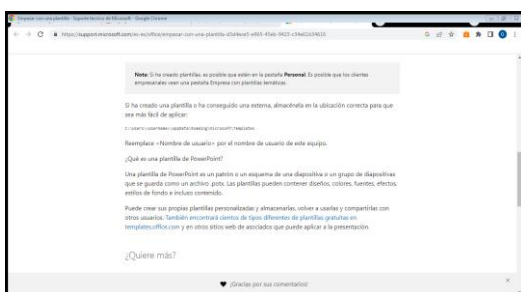 Empezar con una plantilla - Soporte técnico de Microsoft - Google Chrome
Nota: Si ha creado plantillas, es posible que estén en la pestaña Personal. Es posible que los clientes
empresariales vean una pestaña Empresa con plantillas temáticas.
Si ha creado una plantilla o ha conseguido una externa, almacénela en la ubicación correcta para que
sea más fácil de aplicar:
Reemplace <Nombre de usuario> por el nombre de usuario de este equipo.
¿Qué es una plantilla de PowerPoint?
Una plantilla de PowerPoint es un patrón o un esquema de una diapositiva o un grupo de diapositivas
que se guarda como un archivo .potx. Las plantillas pueden contener diseños, colores, fuentes, efectos,
estilos de fondo e incluso contenido.
Puede crear sus propias plantillas personalizadas y almacenarlas, volver a usarlas y compartirlas con
otros usuarios. También encontrará cientos de tipos diferentes de plantillas gratuitas en
templates.office.com y en otros sitios web de asociados que puede aplicar a la presentación.
¿Quiere más?
¡Gracias por sus comentarios!